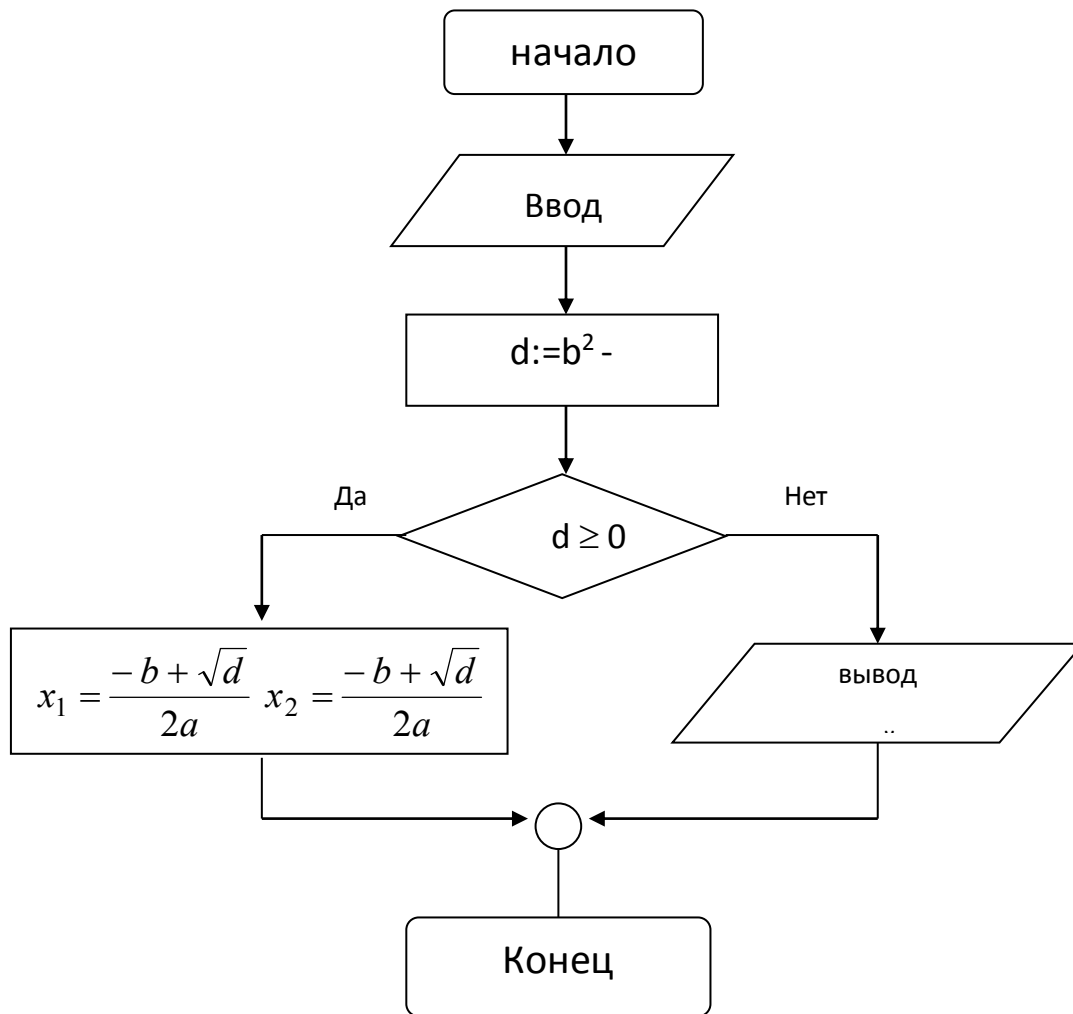 начало
Ввод
d:=b² -
Да
Нет
d ≥ 0
x₁ = (-b + √d)/(2a) x₂ = (-b + √d)/(2a)
вывод
..
Конец